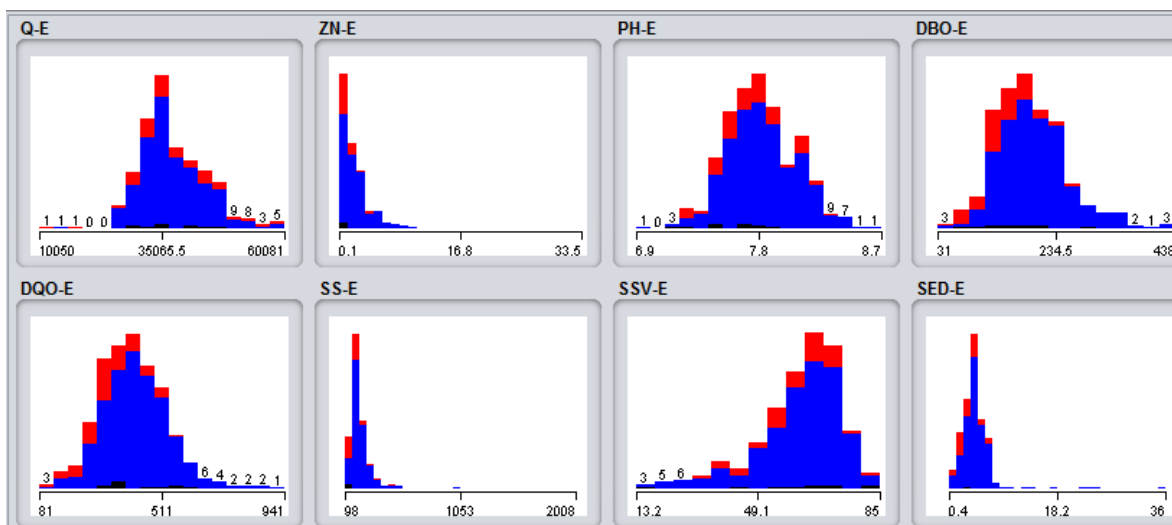 Q-E ZN-E PH-E DBO-E
1 1 1 0 0 9 8 3 5
1 0 3 9 7 1 1
3 2 1 3
10050 35065.5 60081
0.1 16.8 33.5
6.9 7.8 8.7
31 234.5 438
DQO-E SS-E SSV-E SED-E
3 6 4 2 2 2 1
3 5 6
81 511 941
98 1053 2008
13.2 49.1 85
0.4 18.2 36